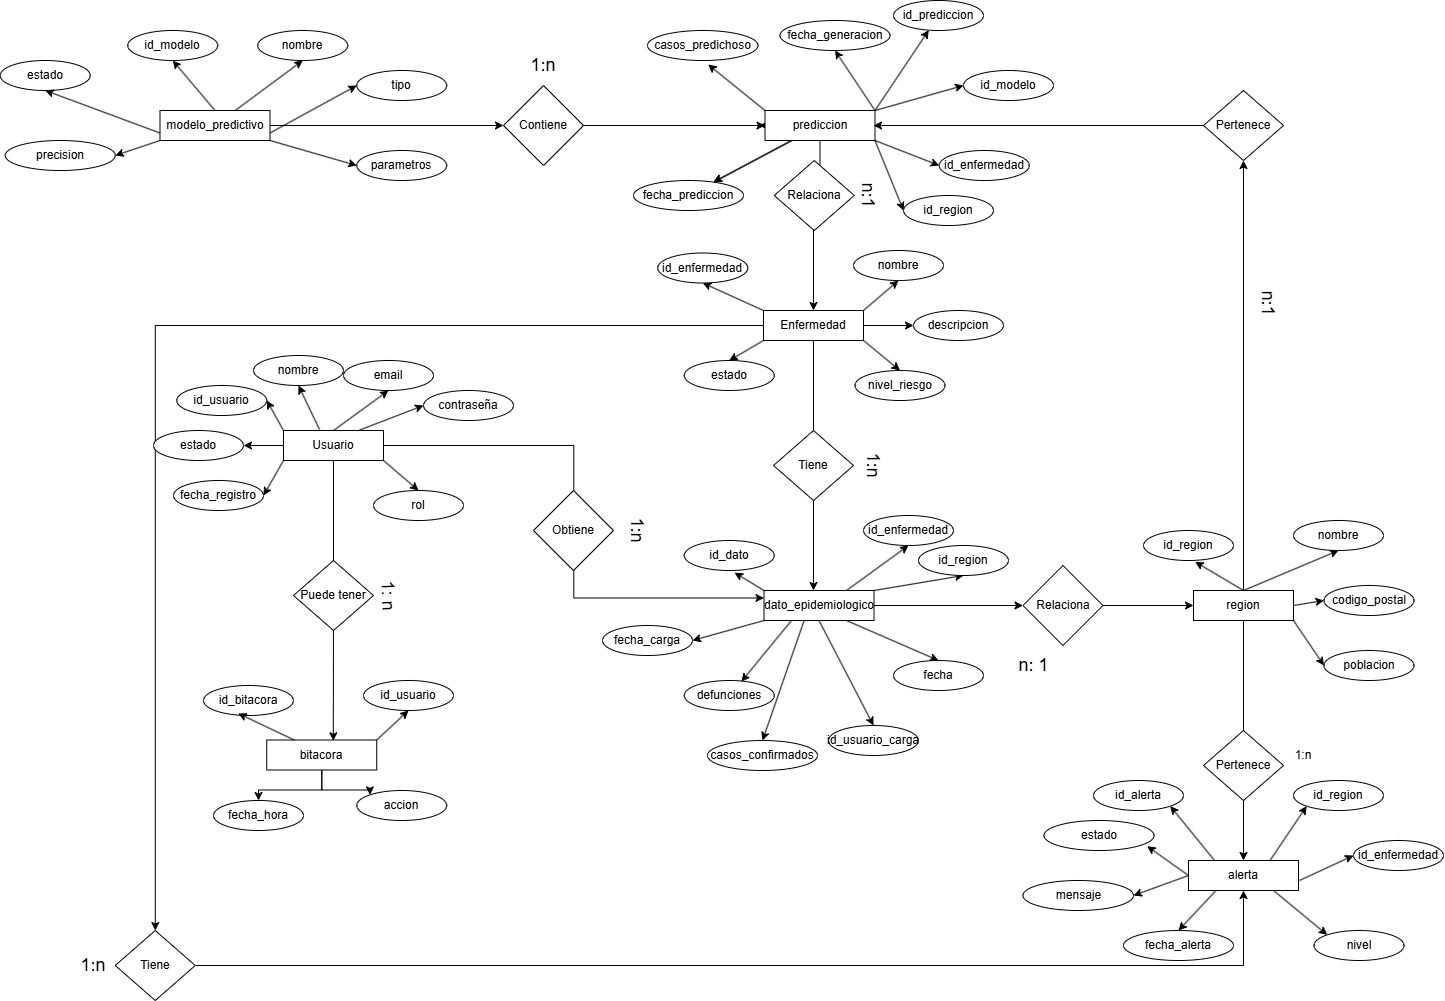 id_prediccion
fecha_generacion
casos_predichoso
id_modelo
nombre
1:n
estado
tipo
id_modelo
modelo_predictivo
Contiene
prediccion
Pertenece
precision
parametros
id_enfermedad
fecha_prediccion
Relaciona
n:1
id_region
id_enfermedad
nombre
n:1
Enfermedad
descripcion
estado
nivel_riesgo
nombre
email
id_usuario
contraseña
estado
Usuario
Tiene
1:n
fecha_registro
rol
Obtiene
1:n
id_enfermedad
id_dato
id_region
nombre
id_region
Puede tener
1: n
dato_epidemiologico
Relaciona
region
codigo_postal
fecha_carga
n: 1
poblacion
fecha
defunciones
id_bitacora
id_usuario
id_usuario_carga
casos_confirmados
bitacora
Pertenece
1:n
fecha_hora
accion
id_alerta
id_region
estado
id_enfermedad
alerta
mensaje
fecha_alerta
nivel
1:n
Tiene